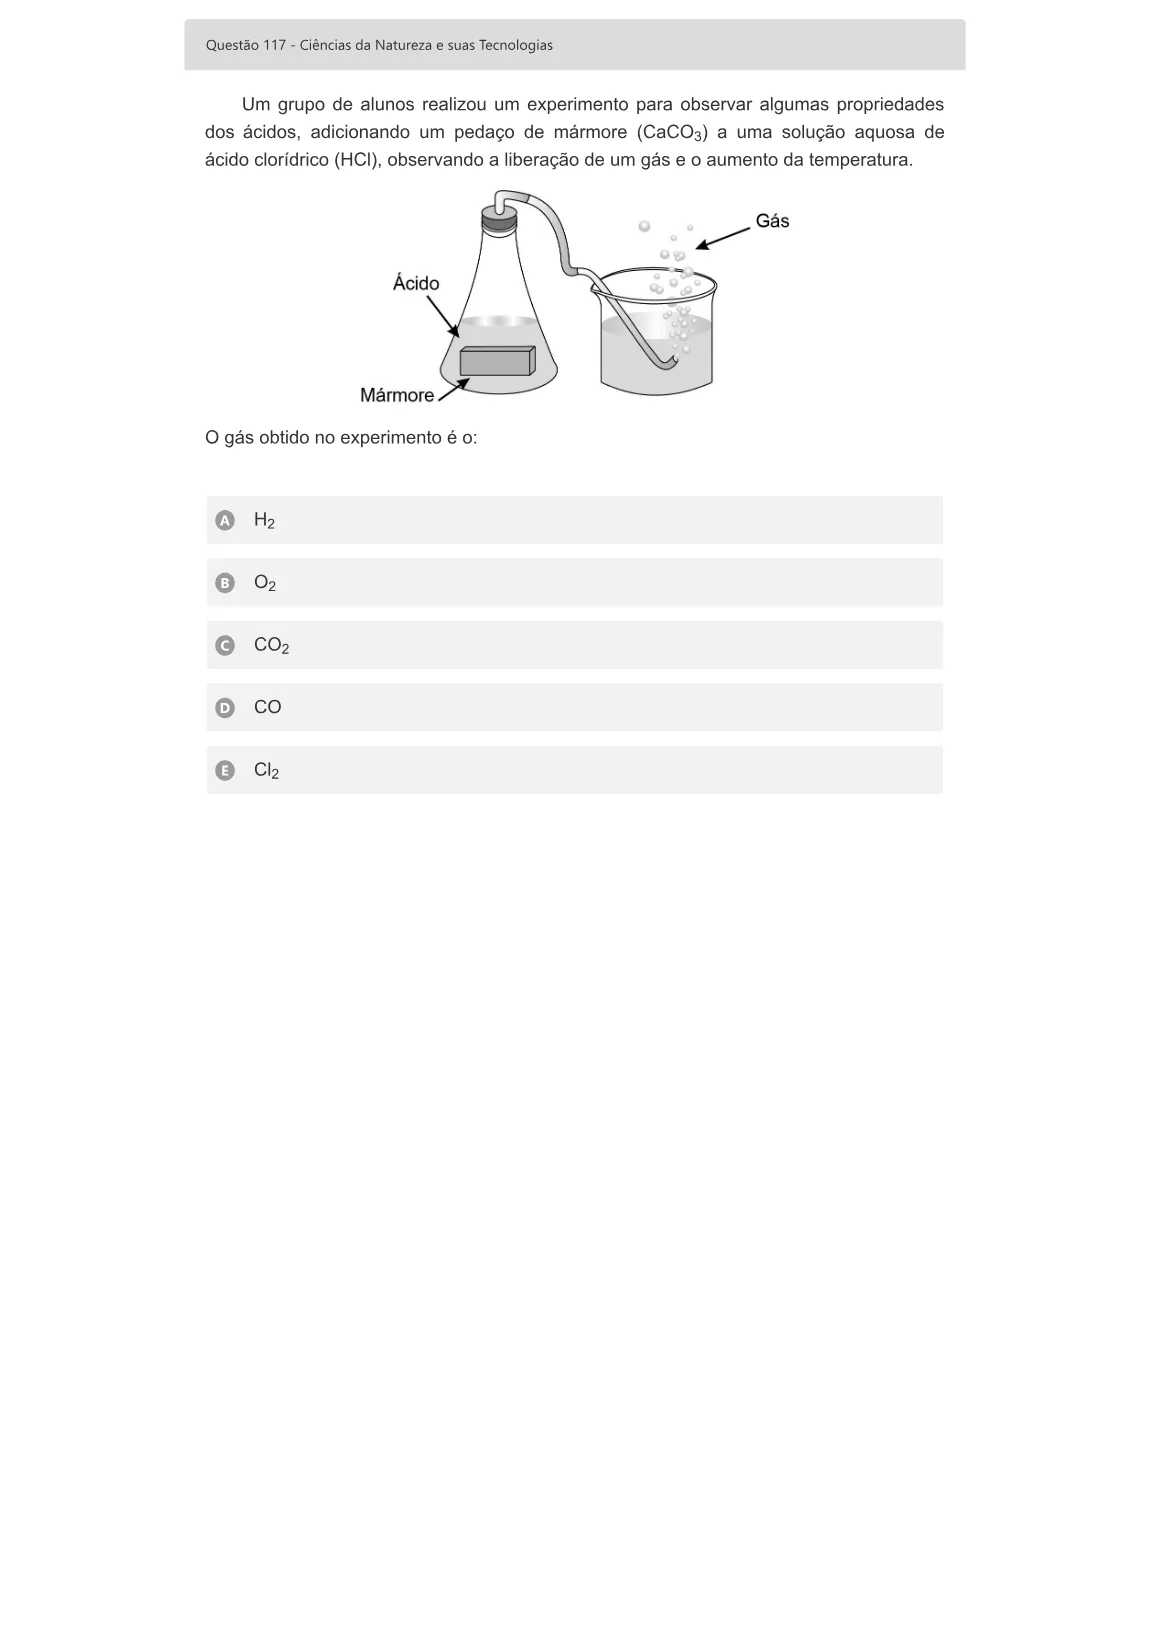 Questão 117 - Ciências da Natureza e suas Tecnologias
Um grupo de alunos realizou um experimento para observar algumas propriedades
dos ácidos, adicionando um pedaço de mármore (CaCO₃) a uma solução aquosa de
ácido clorídrico (HCl), observando a liberação de um gás e o aumento da temperatura.
Gás
Ácido
Mármore
O gás obtido no experimento é o:
A H₂
B O₂
C CO₂
D CO
E Cl₂